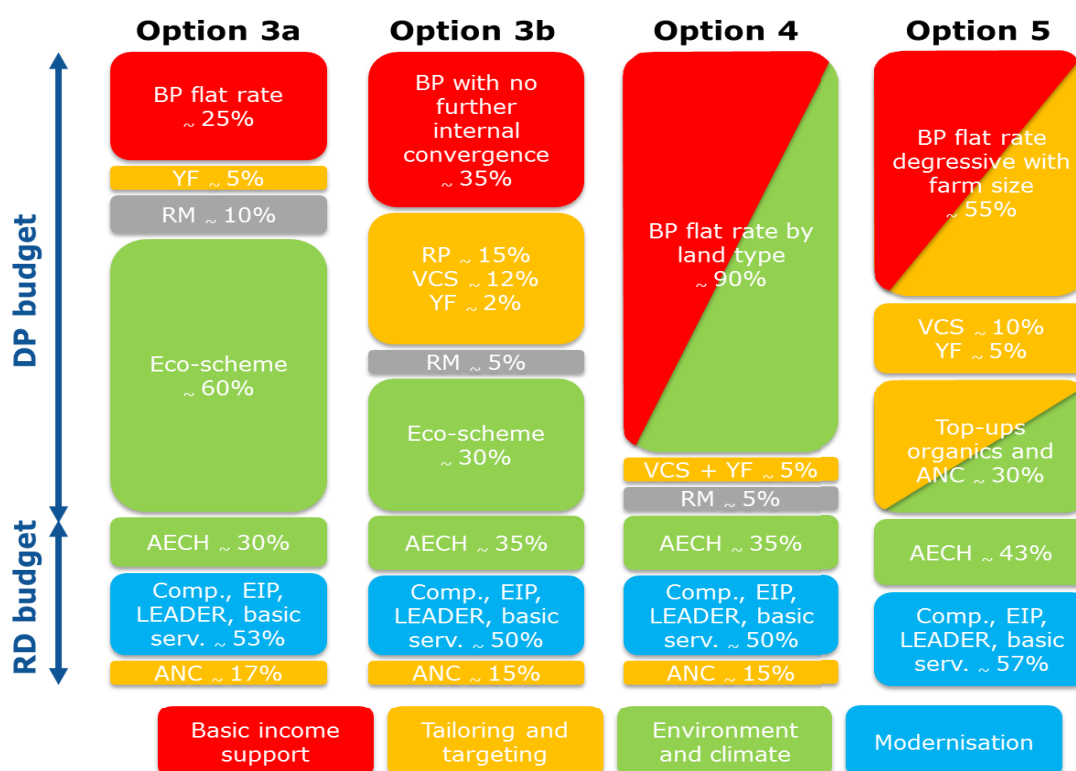 Option 3a
Option 3b
Option 4
Option 5
DP budget
RD budget
BP flat rate
~ 25%
YF ~ 5%
RM ~ 10%
Eco-scheme
~ 60%
AECH ~ 30%
Comp., EIP,
LEADER, basic
serv. ~ 53%
ANC ~ 17%
BP with no
further
internal
convergence
~ 35%
RP ~ 15%
VCS ~ 12%
YF ~ 2%
RM ~ 5%
Eco-scheme
~ 30%
AECH ~ 35%
Comp., EIP,
LEADER, basic
serv. ~ 50%
ANC ~ 15%
BP flat rate by
land type
~ 90%
VCS + YF ~ 5%
RM ~ 5%
AECH ~ 35%
Comp., EIP,
LEADER, basic
serv. ~ 50%
ANC ~ 15%
BP flat rate
degressive with
farm size
~ 55%
VCS ~ 10%
YF ~ 5%
Top-ups
organics and
ANC ~ 30%
AECH ~ 43%
Comp., EIP,
LEADER, basic
serv. ~ 57%
Basic income
support
Tailoring and
targeting
Environment
and climate
Modernisation